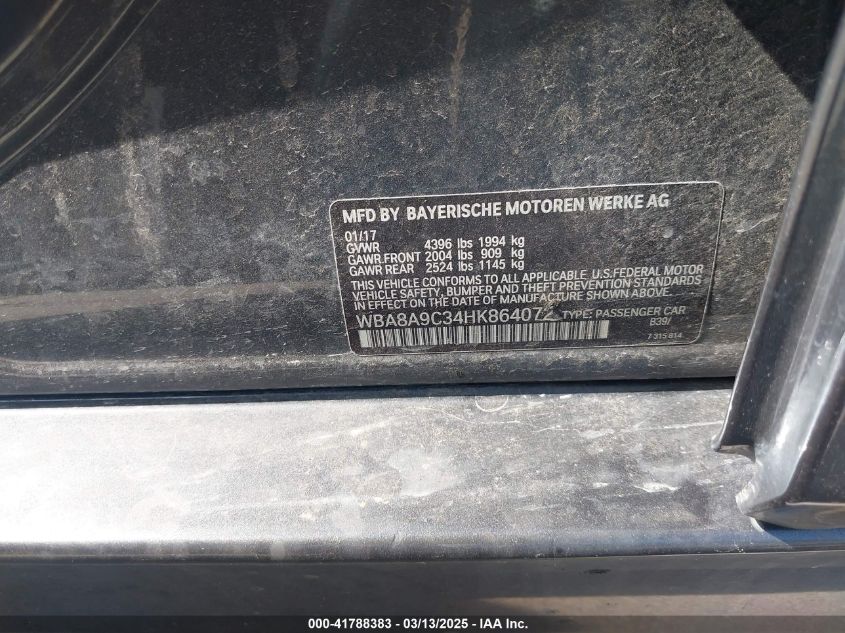 MFD BY BAYERISCHE MOTOREN WERKE AG
01/17
GVWR 4396 lbs 1994 kg
GAWR.FRONT 2004 lbs 909 kg
GAWR REAR 2524 lbs 1145 kg
THIS VEHICLE CONFORMS TO ALL APPLICABLE U.S.FEDERAL MOTOR
VEHICLE SAFETY, BUMPER AND THEFT PREVENTION STANDARDS
IN EFFECT ON THE DATE OF MANUFACTURE SHOWN ABOVE.
WBA8A9C34HK864072 TYPE: PASSENGER CAR
B39/
7 315 814
000-41788383 - 03/13/2025 - IAA Inc.